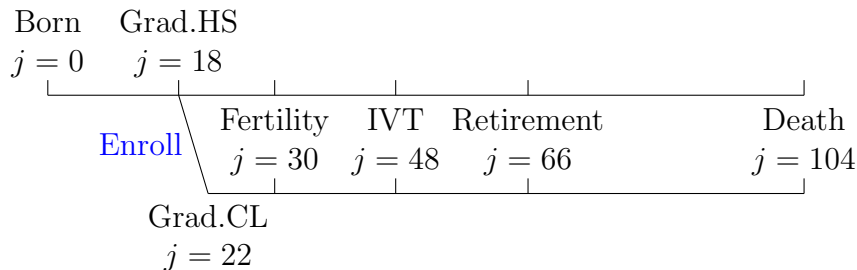 Born Grad.HS
j = 0 j = 18
Fertility IVT Retirement Death
Enroll
j = 30 j = 48 j = 66 j = 104
Grad.CL
j = 22